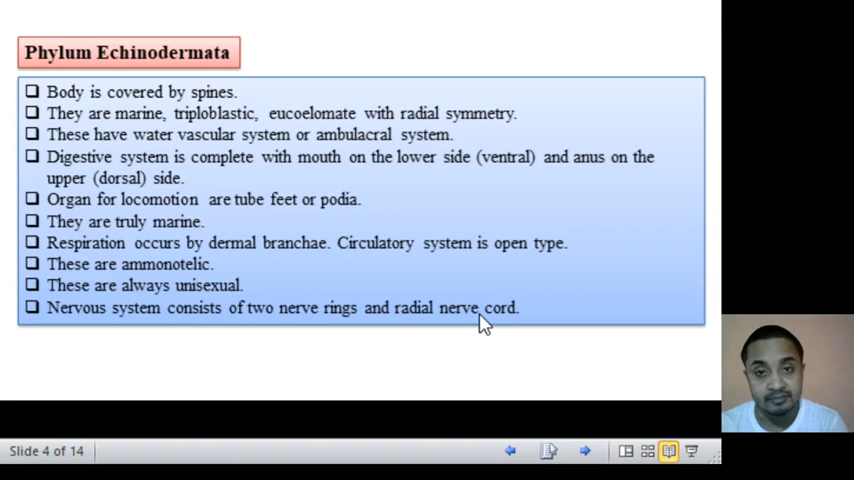 Phylum Echinodermata
❑ Body is covered by spines.
❑ They are marine, triploblastic, eucoelomate with radial symmetry.
❑ These have water vascular system or ambulacral system.
❑ Digestive system is complete with mouth on the lower side (ventral) and anus on the
upper (dorsal) side.
❑ Organ for locomotion are tube feet or podia.
❑ They are truly marine.
❑ Respiration occurs by dermal branchae. Circulatory system is open type.
❑ These are ammonotelic.
❑ These are always unisexual.
❑ Nervous system consists of two nerve rings and radial nerve cord.
Slide 4 of 14